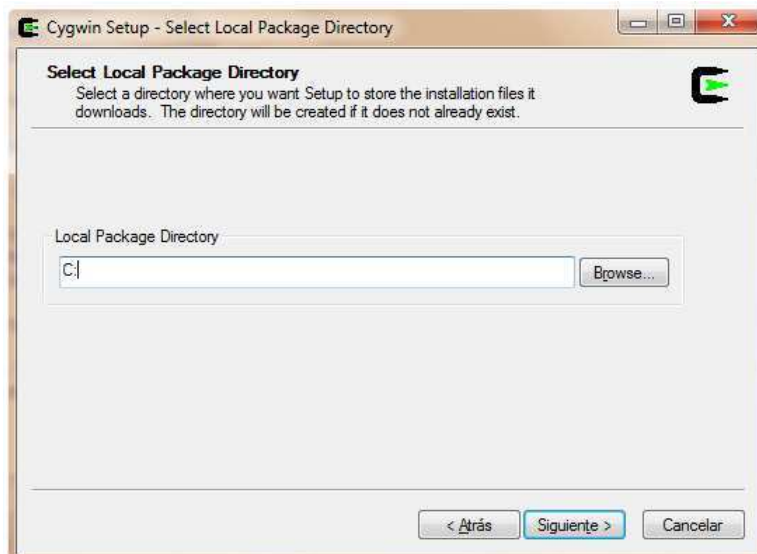 Cygwin Setup - Select Local Package Directory
Select Local Package Directory
Select a directory where you want Setup to store the installation files it
downloads. The directory will be created if it does not already exist.
Local Package Directory
C:
Browse...
< Atrás Siguiente > Cancelar